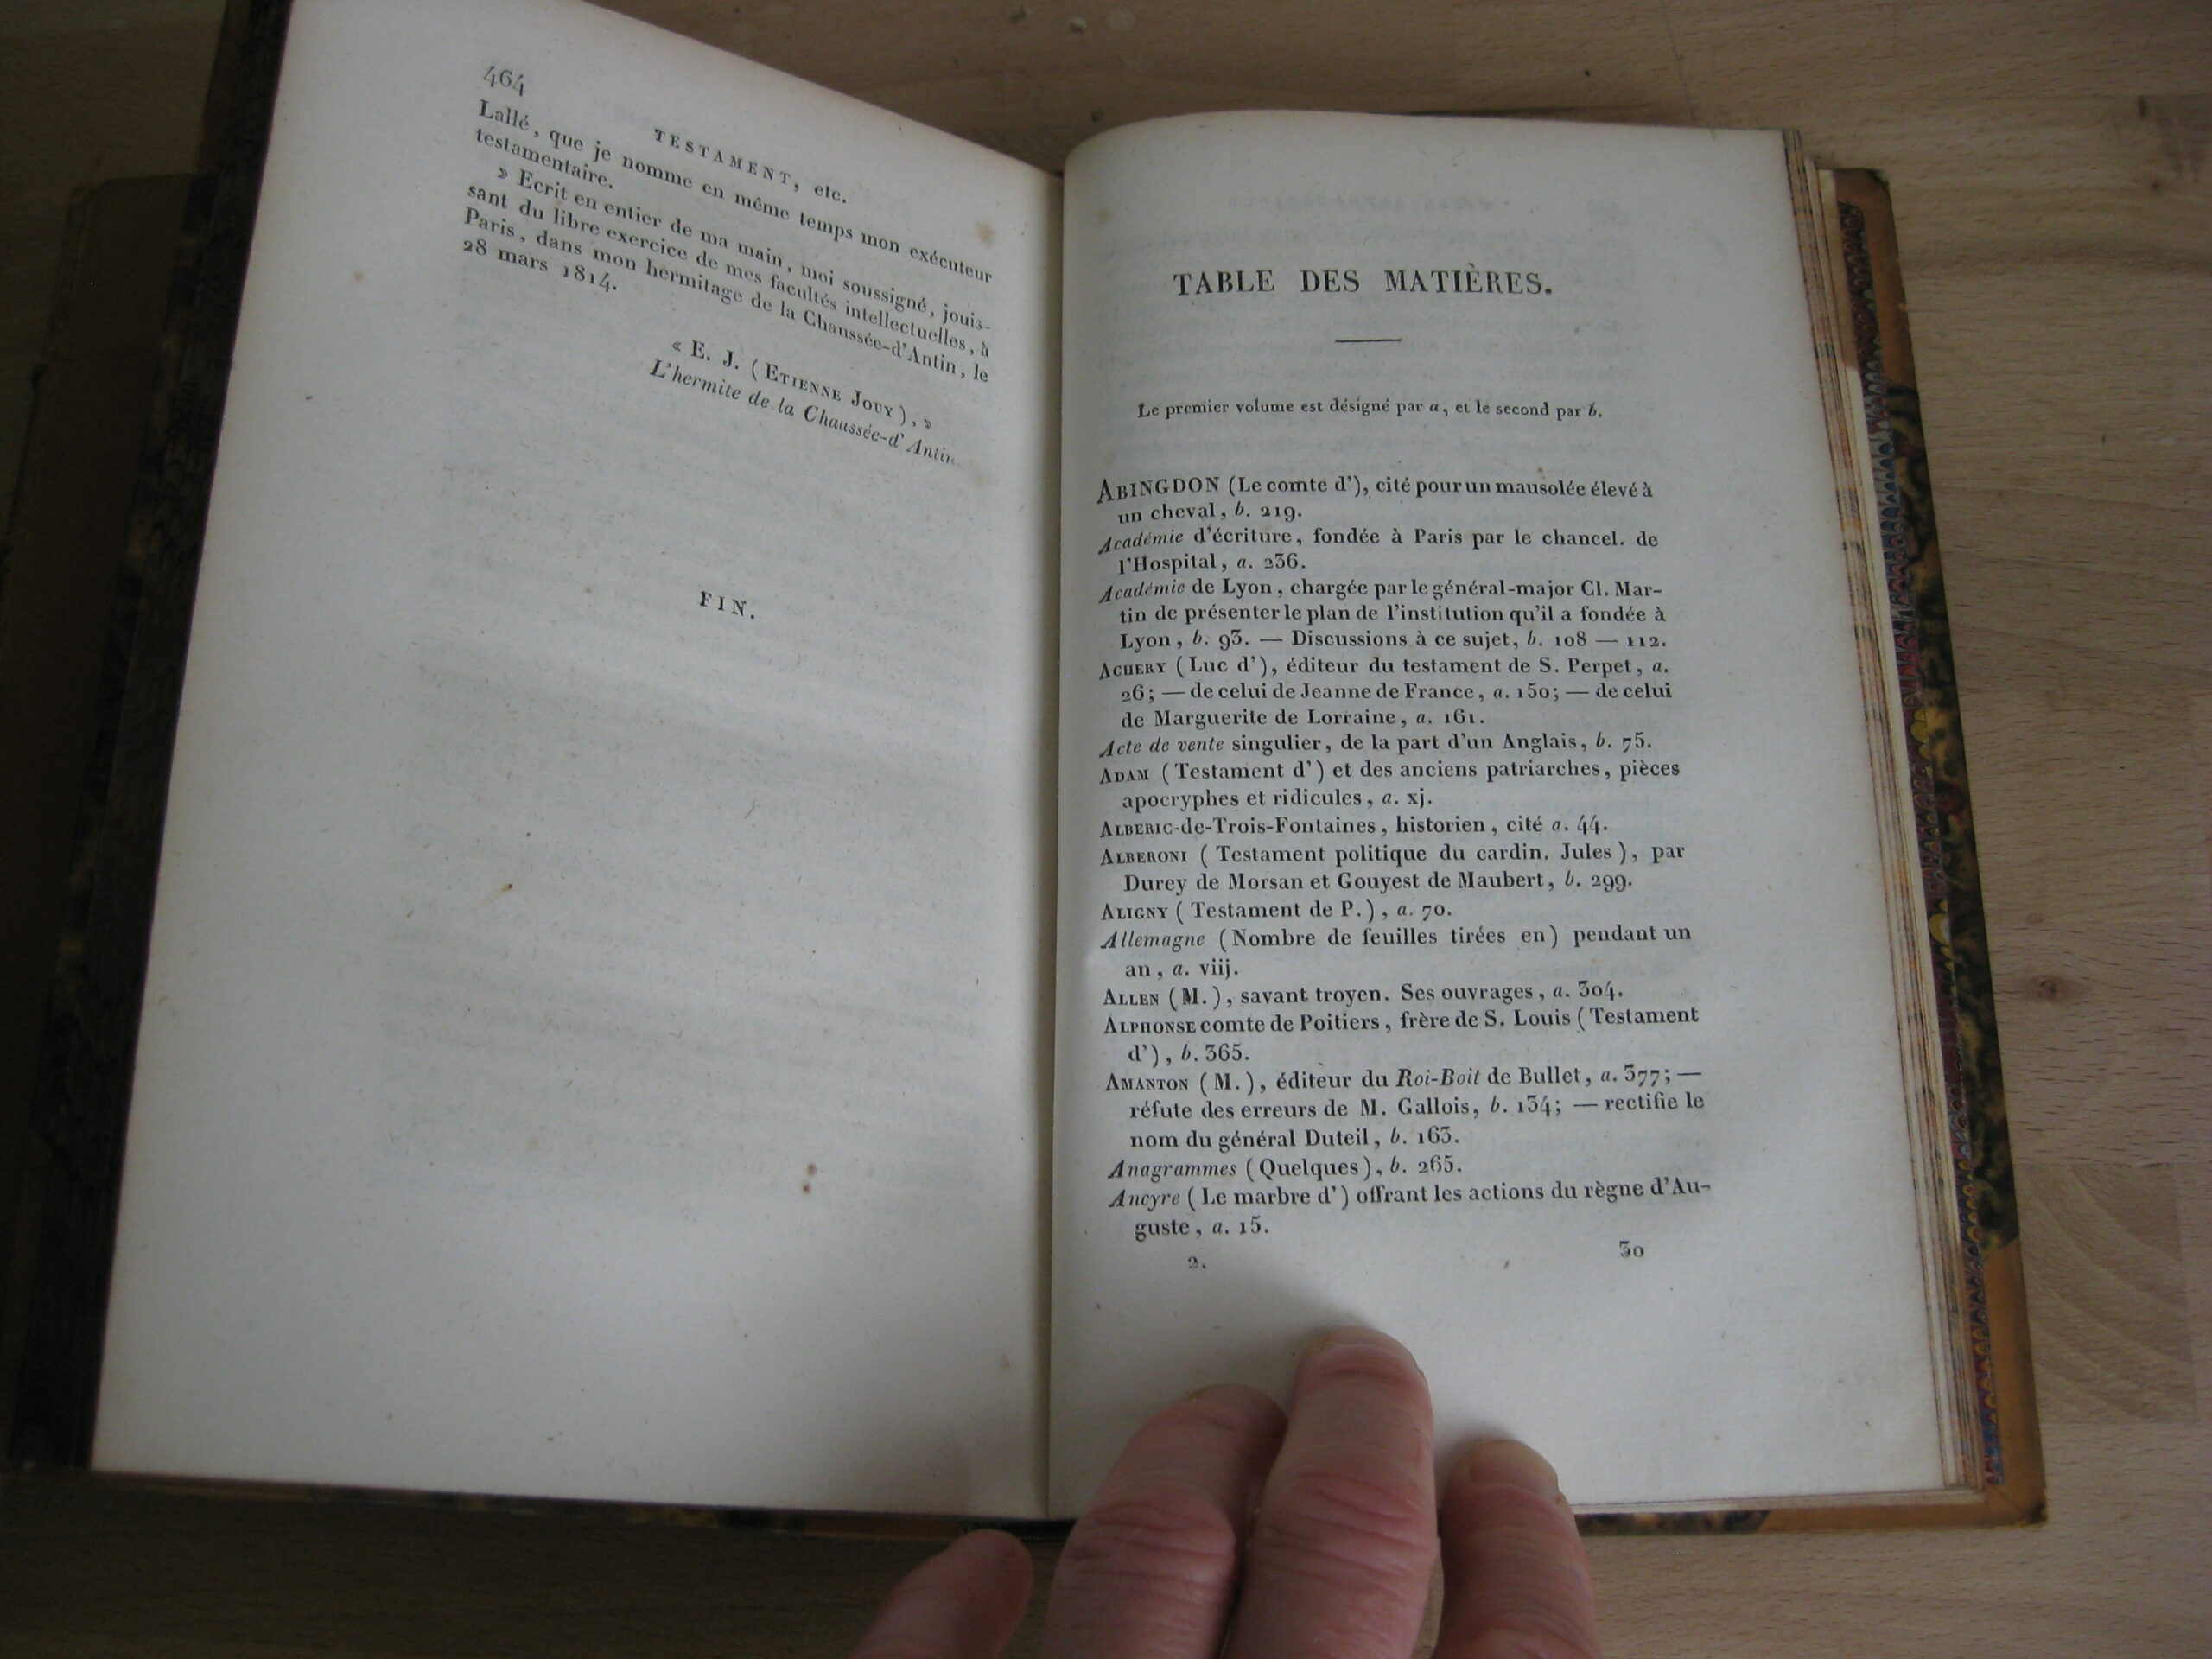 464
TESTAMENT, etc.
Lallé, que je nomme en même temps mon exécuteur
testamentaire.
» Ecrit en entier de ma main, moi soussigné, jouis-
sant du libre exercice de mes facultés intellectuelles, à
Paris, dans mon hermitage de la Chaussée-d'Antin, le
28 mars 1814.
« E. J. (ETIENNE JOUY), »
L'hermite de la Chaussée-d'Antin
FIN.
TABLE DES MATIÈRES.
Le premier volume est désigné par a, et le second par b.
ABINGDON (Le comte d'), cité pour un mausolée élevé à
un cheval, b. 219.
Académie d'écriture, fondée à Paris par le chancel. de
l'Hospital, a. 236.
Académie de Lyon, chargée par le général-major Cl. Mar-
tin de présenter le plan de l'institution qu'il a fondée à
Lyon, b. 93. — Discussions à ce sujet, b. 108 — 112.
ACHERY (Luc d'), éditeur du testament de S. Perpet, a.
26; — de celui de Jeanne de France, a. 150; — de celui
de Marguerite de Lorraine, a. 161.
Acte de vente singulier, de la part d'un Anglais, b. 75.
ADAM (Testament d') et des anciens patriarches, pièces
apocryphes et ridicules, a. xj.
ALBERIC-de-Trois-Fontaines, historien, cité a. 44.
ALBERONI (Testament politique du cardin. Jules), par
Durey de Morsan et Gouyest de Maubert, b. 299.
ALIGNY (Testament de P.), a. 70.
Allemagne (Nombre de feuilles tirées en) pendant un
an, a. viij.
ALLEN (M.), savant troyen. Ses ouvrages, a. 304.
ALPHONSE comte de Poitiers, frère de S. Louis (Testament
d'), b. 365.
AMANTON (M.), éditeur du Roi-Boit de Bullet, a. 377; —
réfute des erreurs de M. Gallois, b. 134; — rectifie le
nom du général Duteil, b. 163.
Anagrammes (Quelques), b. 265.
Ancyre (Le marbre d') offrant les actions du règne d'Au-
guste, a. 15.
2. 30